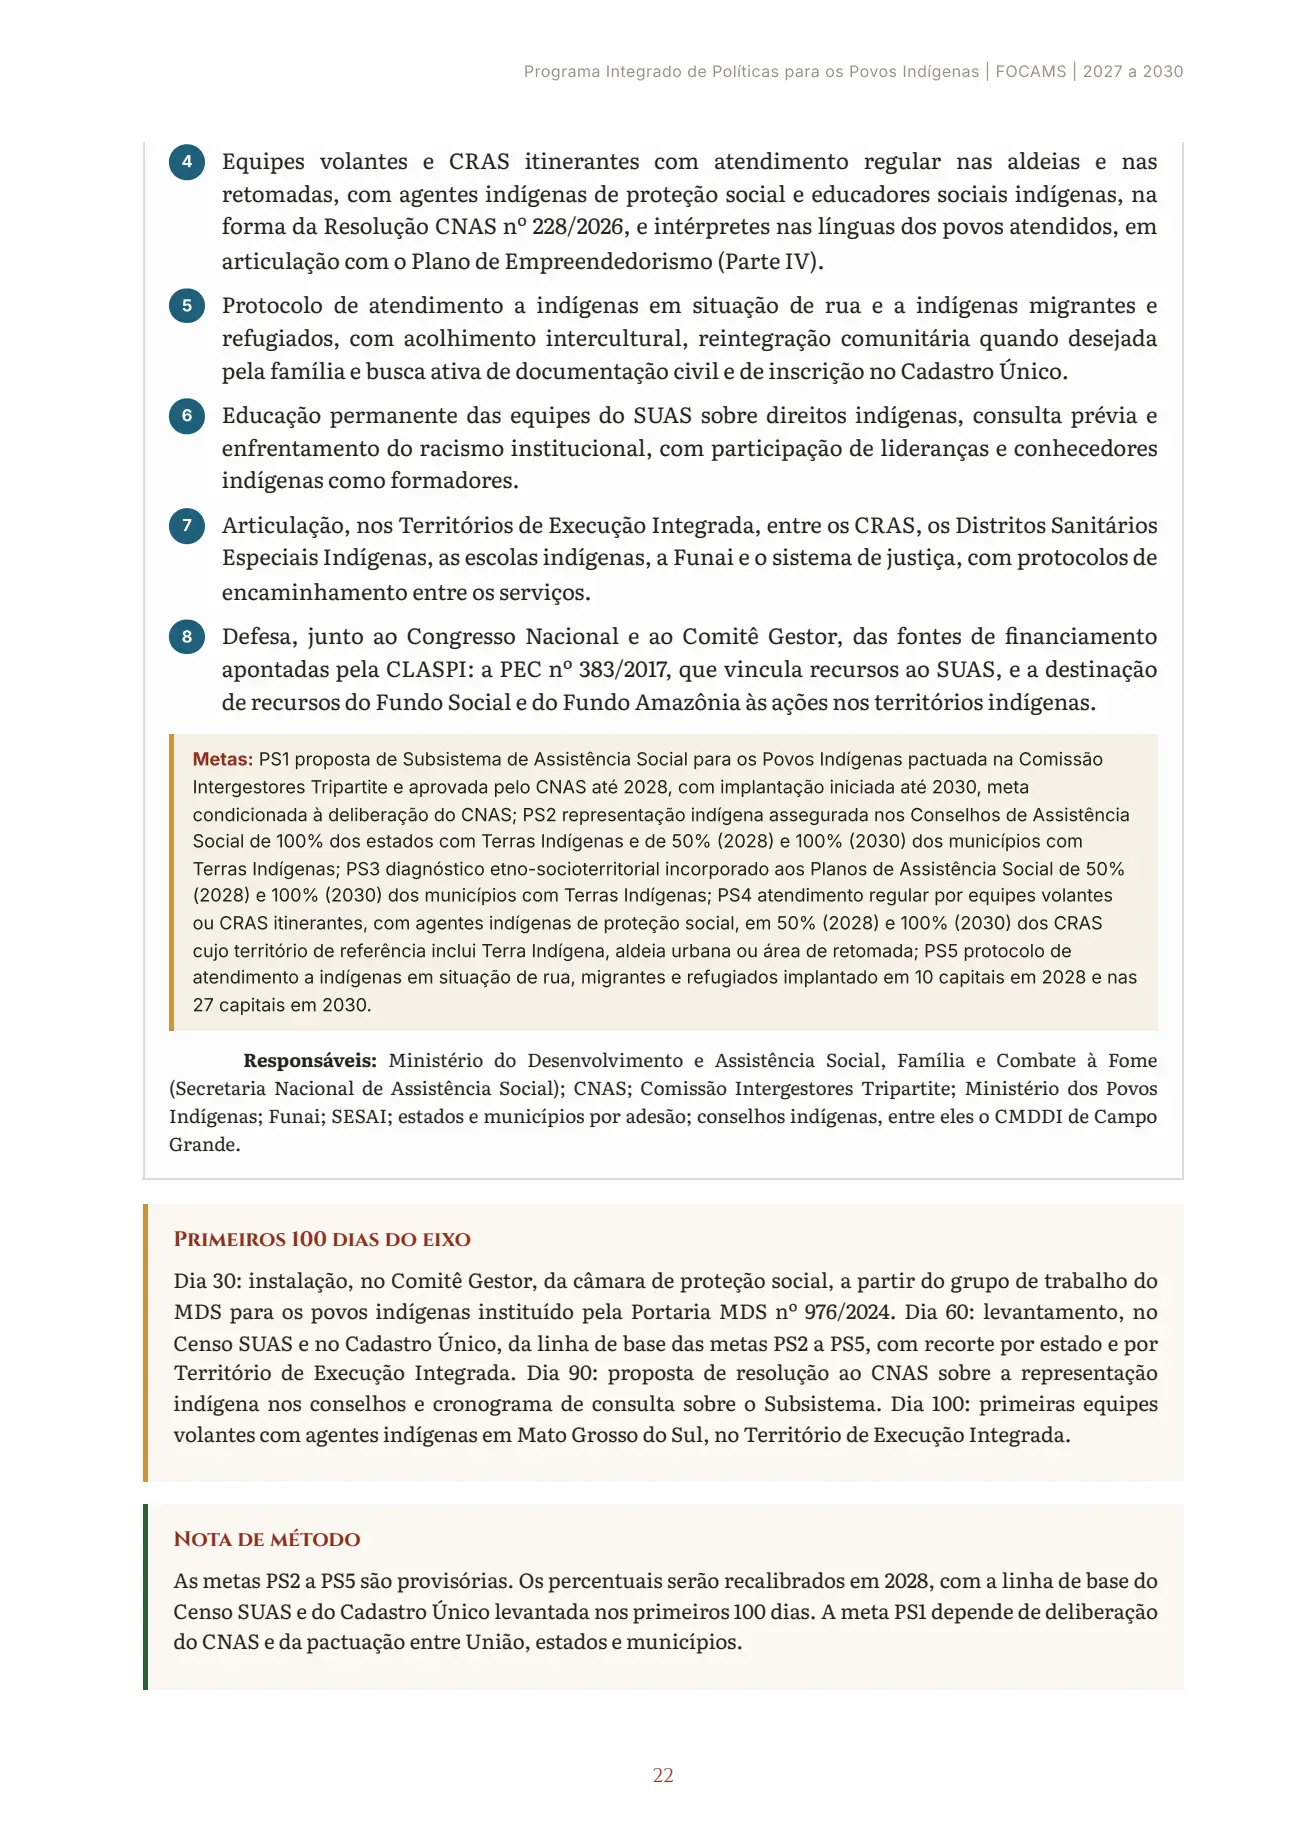 Programa Integrado de Políticas para os Povos Indígenas | FOCAMS | 2027 a 2030
4 Equipes volantes e CRAS itinerantes com atendimento regular nas aldeias e nas
retomadas, com agentes indígenas de proteção social e educadores sociais indígenas, na
forma da Resolução CNAS nº 228/2026, e intérpretes nas línguas dos povos atendidos, em
articulação com o Plano de Empreendedorismo (Parte IV).
5 Protocolo de atendimento a indígenas em situação de rua e a indígenas migrantes e
refugiados, com acolhimento intercultural, reintegração comunitária quando desejada
pela família e busca ativa de documentação civil e de inscrição no Cadastro Único.
6 Educação permanente das equipes do SUAS sobre direitos indígenas, consulta prévia e
enfrentamento do racismo institucional, com participação de lideranças e conhecedores
indígenas como formadores.
7 Articulação, nos Territórios de Execução Integrada, entre os CRAS, os Distritos Sanitários
Especiais Indígenas, as escolas indígenas, a Funai e o sistema de justiça, com protocolos de
encaminhamento entre os serviços.
8 Defesa, junto ao Congresso Nacional e ao Comitê Gestor, das fontes de financiamento
apontadas pela CLASPI: a PEC nº 383/2017, que vincula recursos ao SUAS, e a destinação
de recursos do Fundo Social e do Fundo Amazônia às ações nos territórios indígenas.
Metas: PS1 proposta de Subsistema de Assistência Social para os Povos Indígenas pactuada na Comissão
Intergestores Tripartite e aprovada pelo CNAS até 2028, com implantação iniciada até 2030, meta
condicionada à deliberação do CNAS; PS2 representação indígena assegurada nos Conselhos de Assistência
Social de 100% dos estados com Terras Indígenas e de 50% (2028) e 100% (2030) dos municípios com
Terras Indígenas; PS3 diagnóstico etno-socioterritorial incorporado aos Planos de Assistência Social de 50%
(2028) e 100% (2030) dos municípios com Terras Indígenas; PS4 atendimento regular por equipes volantes
ou CRAS itinerantes, com agentes indígenas de proteção social, em 50% (2028) e 100% (2030) dos CRAS
cujo território de referência inclui Terra Indígena, aldeia urbana ou área de retomada; PS5 protocolo de
atendimento a indígenas em situação de rua, migrantes e refugiados implantado em 10 capitais em 2028 e nas
27 capitais em 2030.
Responsáveis: Ministério do Desenvolvimento e Assistência Social, Família e Combate à Fome
(Secretaria Nacional de Assistência Social); CNAS; Comissão Intergestores Tripartite; Ministério dos Povos
Indígenas; Funai; SESAI; estados e municípios por adesão; conselhos indígenas, entre eles o CMDDI de Campo
Grande.
Primeiros 100 dias do eixo
Dia 30: instalação, no Comitê Gestor, da câmara de proteção social, a partir do grupo de trabalho do
MDS para os povos indígenas instituído pela Portaria MDS nº 976/2024. Dia 60: levantamento, no
Censo SUAS e no Cadastro Único, da linha de base das metas PS2 a PS5, com recorte por estado e por
Território de Execução Integrada. Dia 90: proposta de resolução ao CNAS sobre a representação
indígena nos conselhos e cronograma de consulta sobre o Subsistema. Dia 100: primeiras equipes
volantes com agentes indígenas em Mato Grosso do Sul, no Território de Execução Integrada.
Nota de método
As metas PS2 a PS5 são provisórias. Os percentuais serão recalibrados em 2028, com a linha de base do
Censo SUAS e do Cadastro Único levantada nos primeiros 100 dias. A meta PS1 depende de deliberação
do CNAS e da pactuação entre União, estados e municípios.
22